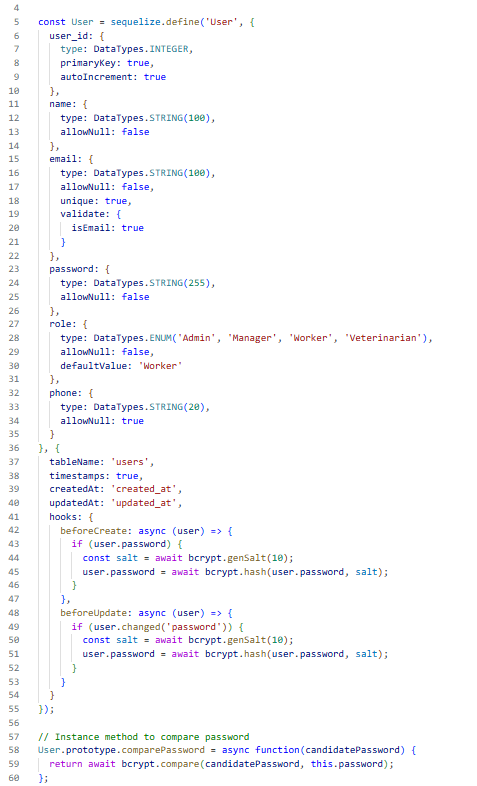 4
5 const User = sequelize.define('User', {
6   user_id: {
7     type: DataTypes.INTEGER,
8     primaryKey: true,
9     autoIncrement: true
10   },
11   name: {
12     type: DataTypes.STRING(100),
13     allowNull: false
14   },
15   email: {
16     type: DataTypes.STRING(100),
17     allowNull: false,
18     unique: true,
19     validate: {
20       isEmail: true
21     }
22   },
23   password: {
24     type: DataTypes.STRING(255),
25     allowNull: false
26   },
27   role: {
28     type: DataTypes.ENUM('Admin', 'Manager', 'Worker', 'Veterinarian'),
29     allowNull: false,
30     defaultValue: 'Worker'
31   },
32   phone: {
33     type: DataTypes.STRING(20),
34     allowNull: true
35   }
36 }, {
37   tableName: 'users',
38   timestamps: true,
39   createdAt: 'created_at',
40   updatedAt: 'updated_at',
41   hooks: {
42     beforeCreate: async (user) => {
43       if (user.password) {
44         const salt = await bcrypt.genSalt(10);
45         user.password = await bcrypt.hash(user.password, salt);
46       }
47     },
48     beforeUpdate: async (user) => {
49       if (user.changed('password')) {
50         const salt = await bcrypt.genSalt(10);
51         user.password = await bcrypt.hash(user.password, salt);
52       }
53     }
54   }
55 });
56
57 // Instance method to compare password
58 User.prototype.comparePassword = async function(candidatePassword) {
59   return await bcrypt.compare(candidatePassword, this.password);
60 };